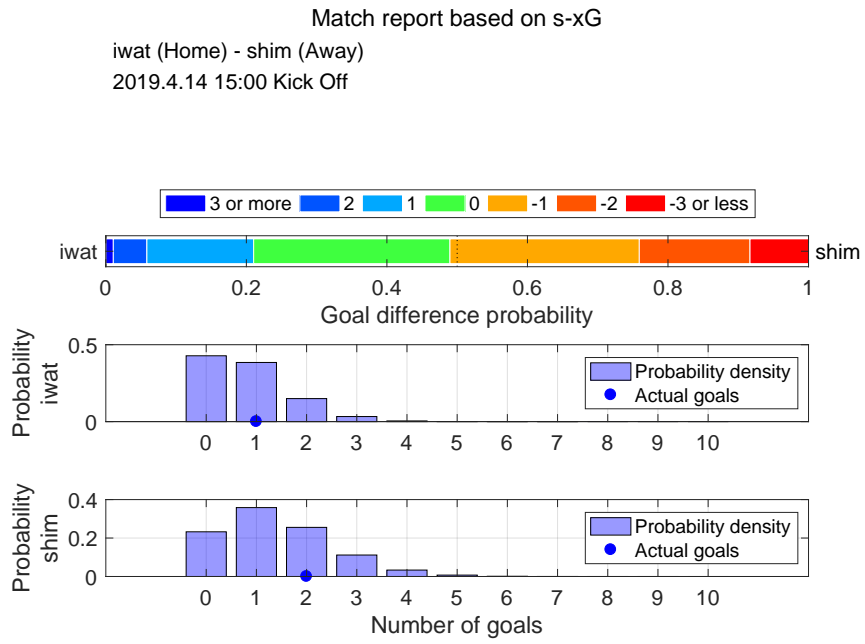 Match report based on s-xG
iwat (Home) - shim (Away)
2019.4.14 15:00 Kick Off
3 or more 2 1 0 -1 -2 -3 or less
iwat shim
0 0.2 0.4 0.6 0.8 1
Goal difference probability
Probability
iwat
0.5
0
Probability density
Actual goals
0 1 2 3 4 5 6 7 8 9 10
Probability
shim
0.4
0.2
0
Probability density
Actual goals
0 1 2 3 4 5 6 7 8 9 10
Number of goals